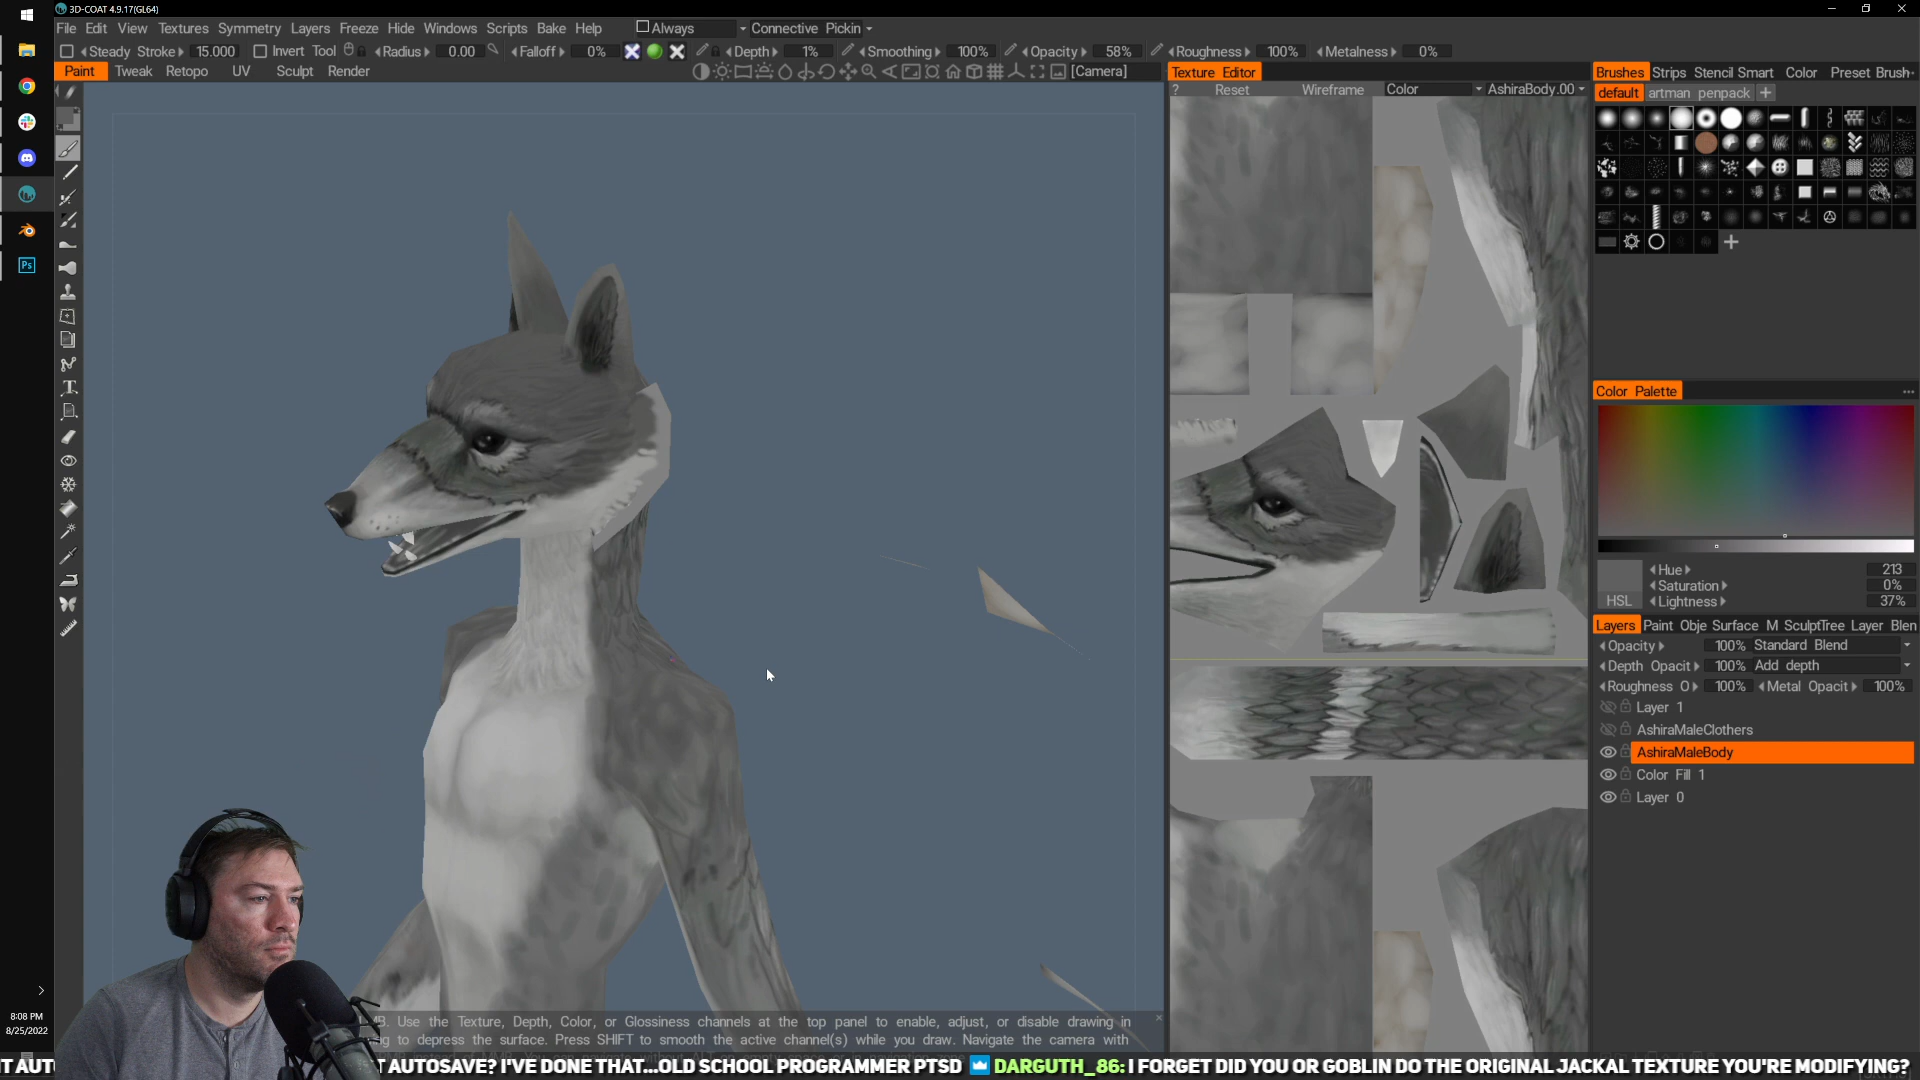 3D-COAT 4.9.17(GL64)
File Edit View Textures Symmetry Layers Freeze Hide Windows Scripts Bake Help Always Connective Pickin
Steady Stroke 15.000 Invert Tool Radius 0.00 Falloff 0% Depth 1% Smoothing 100% Opacity 58% Roughness 100% Metalness 0%
Paint Tweak Retopo UV Sculpt Render [Camera]
Texture Editor
? Reset Wireframe Color AshiraBody.00
Brushes Strips Stencil Smart Color Preset Brush
default artman penpack
Color Palette
Hue 213
Saturation 0%
HSL Lightness 37%
Layers Paint Obje Surface M SculptTree Layer Blen
Opacity 100% Standard Blend
Depth Opacit 100% Add depth
Roughness O 100% Metal Opacit 100%
Layer 1
AshiraMaleClothers
AshiraMaleBody
Color Fill 1
Layer 0
Ps
8:08 PM
8/25/2022
MB. Use the Texture, Depth, Color, or Glossiness channels at the top panel to enable, adjust, or disable drawing in
to depress the surface. Press SHIFT to smooth the active channel(s) while you draw. Navigate the camera with
IT AUT T AUTOSAVE? I'VE DONE THAT...OLD SCHOOL PROGRAMMER PTSD DARGUTH_86: I FORGET DID YOU OR GOBLIN DO THE ORIGINAL JACKAL TEXTURE YOU'RE MODIFYING?